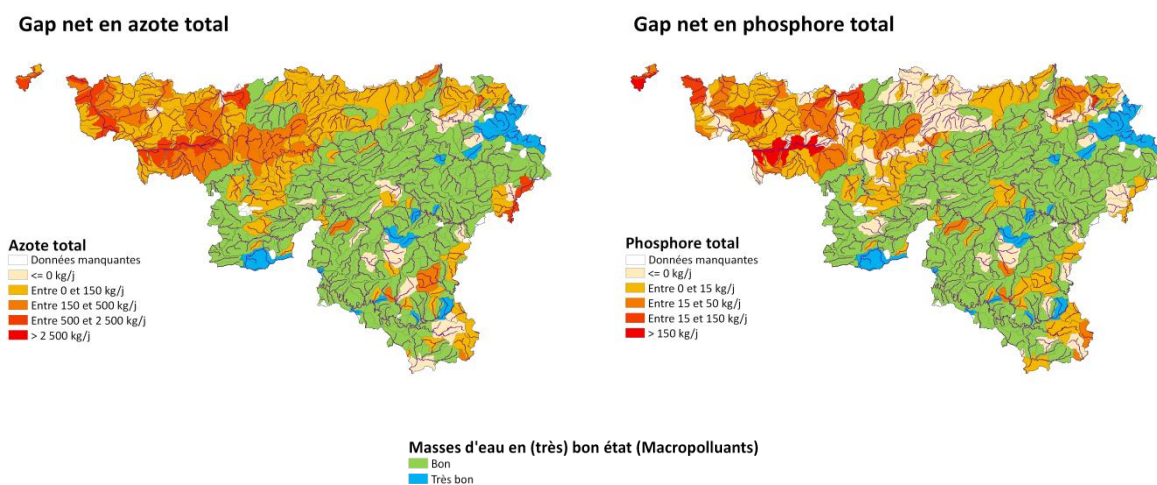 Gap net en azote total
Gap net en phosphore total
Azote total
Données manquantes
<= 0 kg/j
Entre 0 et 150 kg/j
Entre 150 et 500 kg/j
Entre 500 et 2 500 kg/j
> 2 500 kg/j
Phosphore total
Données manquantes
<= 0 kg/j
Entre 0 et 15 kg/j
Entre 15 et 50 kg/j
Entre 15 et 150 kg/j
> 150 kg/j
Masses d'eau en (très) bon état (Macropolluants)
Bon
Très bon